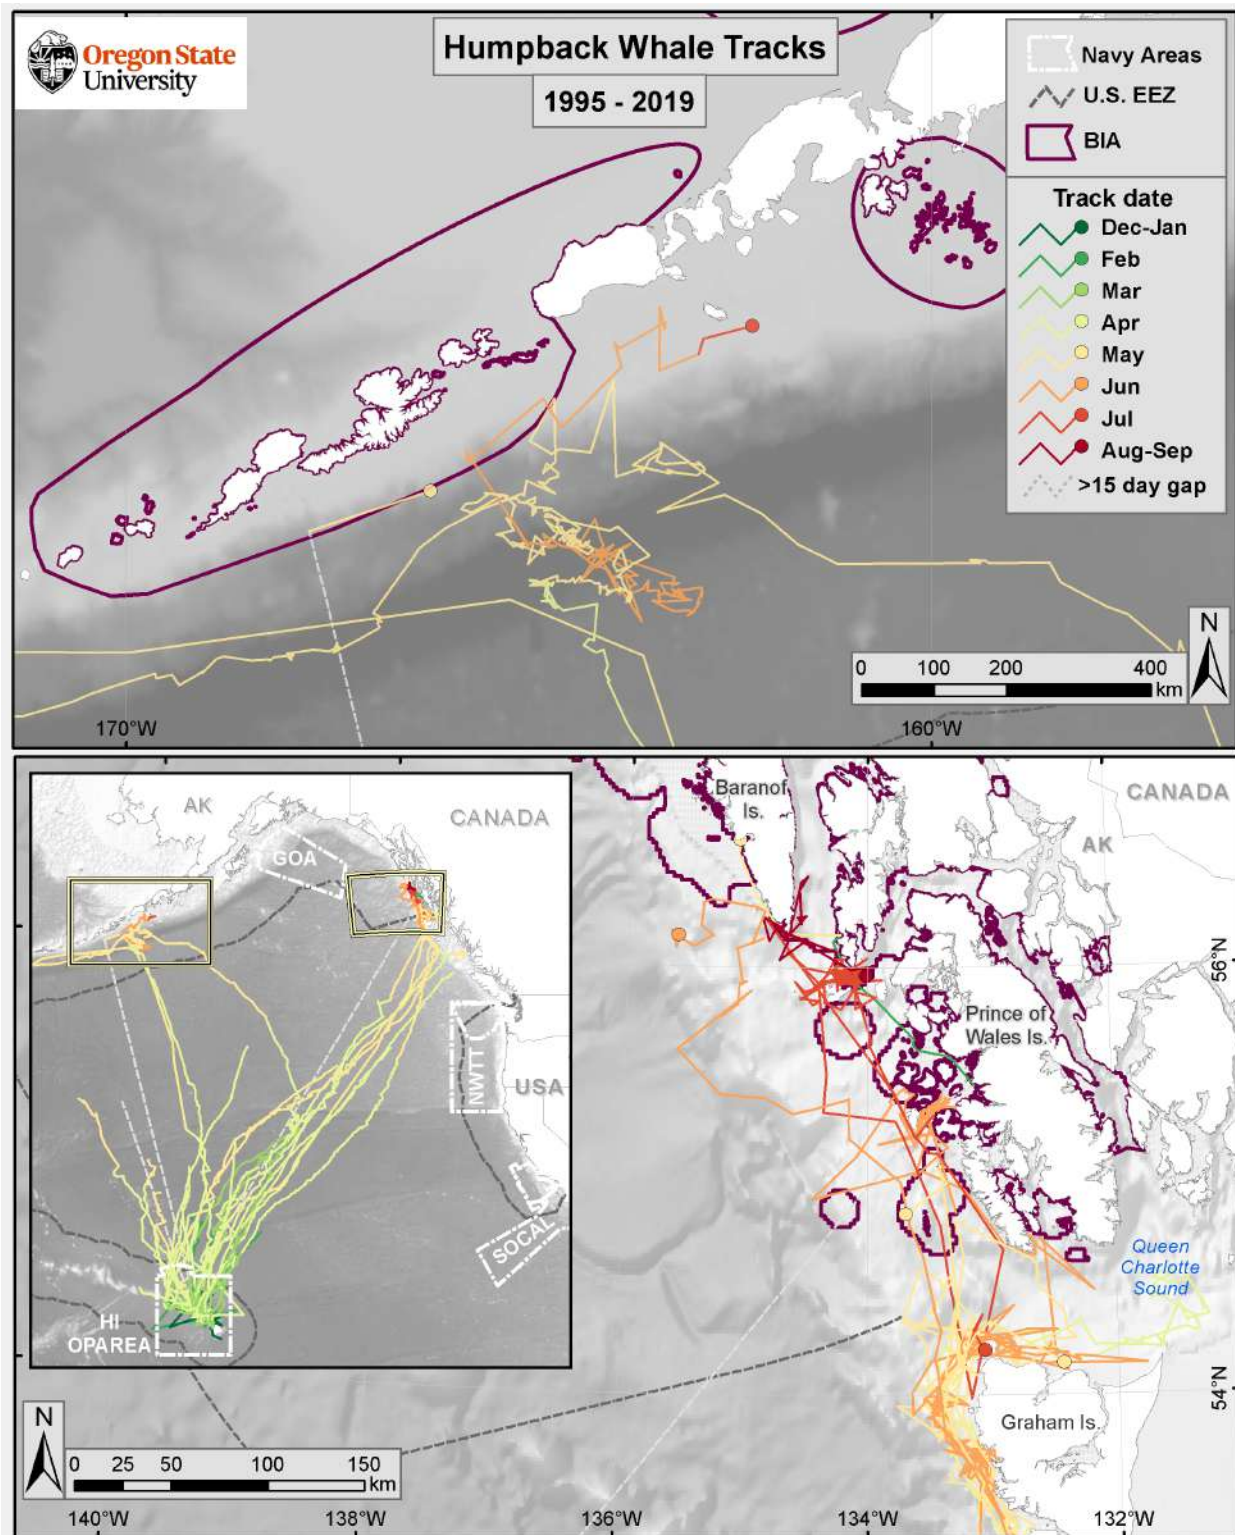 Oregon State
University
Humpback Whale Tracks
1995 - 2019
Navy Areas
U.S. EEZ
BIA
Track date
Dec-Jan
Feb
Mar
Apr
May
Jun
Jul
Aug-Sep
>15 day gap
N
0 100 200 400
km
170°W
160°W
AK
CANADA
GOA
NWTT
USA
SOCAL
HI
OPAREA
Baranof
Is.
CANADA
AK
56°N
Prince of
Wales Is.
Queen
Charlotte
Sound
54°N
Graham Is.
N
0 25 50 100 150
km
140°W
138°W
136°W
134°W
132°W